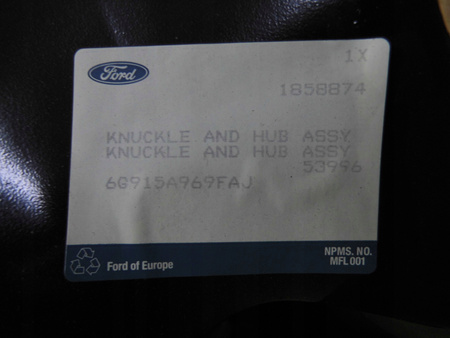 Ford
1X
1858874
KNUCKLE AND HUB ASSY
KNUCKLE AND HUB ASSY
53996
6G915A969FAJ
Ford of Europe
NPMS. NO.
MFL 001